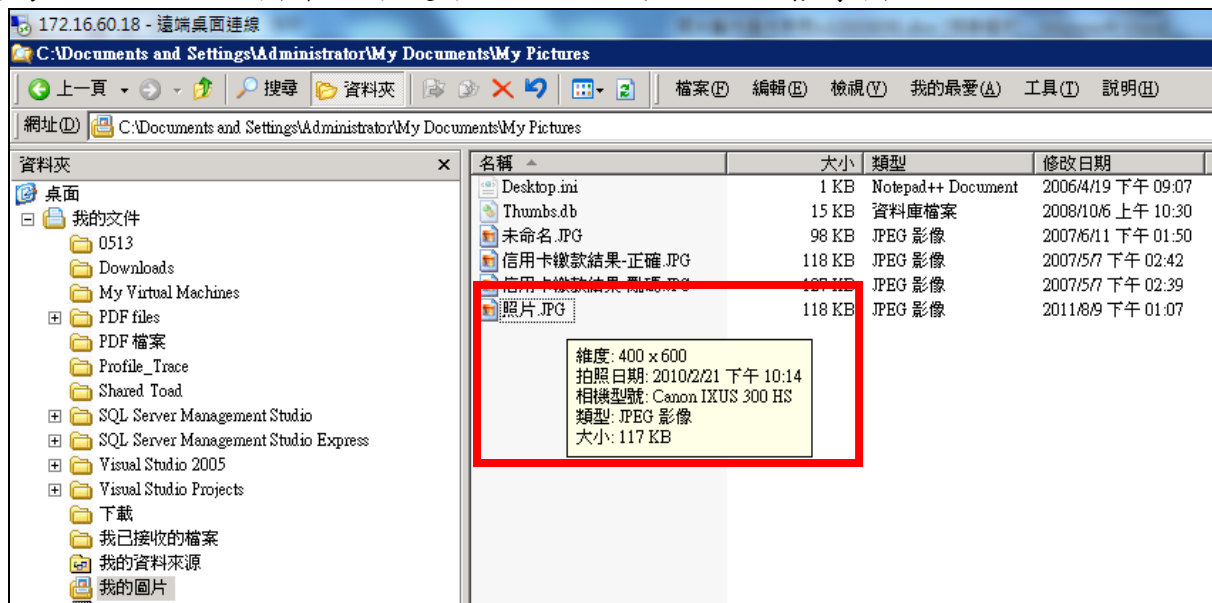 172.16.60.18 - 遠端桌面連線
C:\Documents and Settings\Administrator\My Documents\My Pictures
上一頁 搜尋 資料夾 檔案(F) 編輯(E) 檢視(V) 我的最愛(A) 工具(T) 說明(H)
網址(D) C:\Documents and Settings\Administrator\My Documents\My Pictures
資料夾 名稱 大小 類型 修改日期
桌面
我的文件
0513
Downloads
My Virtual Machines
PDF files
PDF 檔案
Profile_Trace
Shared Toad
SQL Server Management Studio
SQL Server Management Studio Express
Visual Studio 2005
Visual Studio Projects
下載
我已接收的檔案
我的資料來源
我的圖片
Desktop.ini 1 KB Notepad++ Document 2006/4/19 下午 09:07
Thumbs.db 15 KB 資料庫檔案 2008/10/6 上午 10:30
未命名.JPG 98 KB JPEG 影像 2007/6/11 下午 01:50
信用卡繳款結果-正確.JPG 118 KB JPEG 影像 2007/5/7 下午 02:42
信用卡繳款結果-亂碼.JPG 127 KB JPEG 影像 2007/5/7 下午 02:39
照片.JPG 118 KB JPEG 影像 2011/8/9 下午 01:07
維度: 400 x 600
拍照日期: 2010/2/21 下午 10:14
相機型號: Canon IXUS 300 HS
類型: JPEG 影像
大小: 117 KB